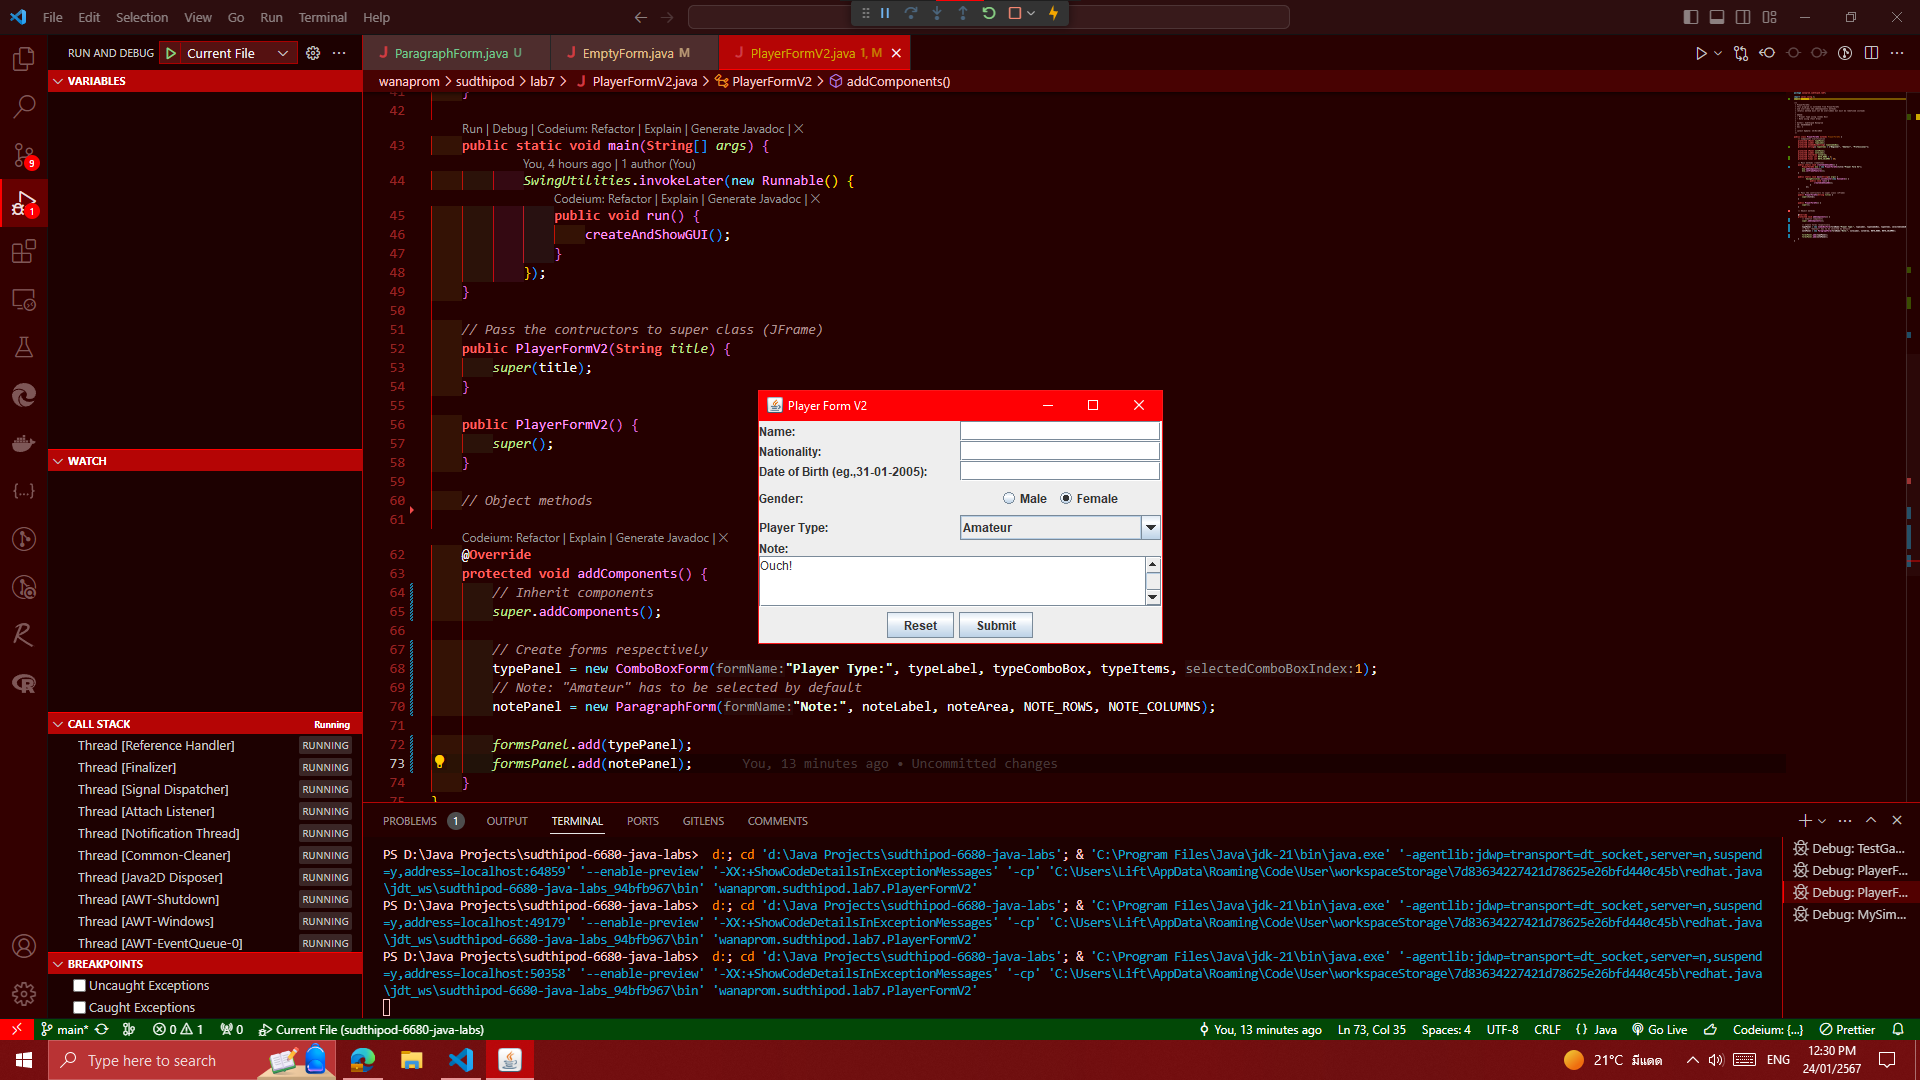 File Edit Selection View Go Run Terminal Help
RUN AND DEBUG Current File
ParagraphForm.java U
EmptyForm.java M
PlayerFormV2.java 1, M
VARIABLES
wanaprom > sudthipod > lab7 > PlayerFormV2.java > PlayerFormV2 > addComponents()
41 }
42
Run | Debug | Codeium: Refactor | Explain | Generate Javadoc | X
43 public static void main(String[] args) {
You, 4 hours ago | 1 author (You)
44 SwingUtilities.invokeLater(new Runnable() {
Codeium: Refactor | Explain | Generate Javadoc | X
45 public void run() {
46 createAndShowGUI();
47 }
48 });
49 }
50
51 // Pass the contructors to super class (JFrame)
52 public PlayerFormV2(String title) {
53 super(title);
54 }
55
56 public PlayerFormV2() {
57 super();
58 }
59
60 // Object methods
61
Codeium: Refactor | Explain | Generate Javadoc | X
62 @Override
63 protected void addComponents() {
64 // Inherit components
65 super.addComponents();
66
67 // Create forms respectively
68 typePanel = new ComboBoxForm(formName:"Player Type:", typeLabel, typeComboBox, typeItems, selectedComboBoxIndex:1);
69 // Note: "Amateur" has to be selected by default
70 notePanel = new ParagraphForm(formName:"Note:", noteLabel, noteArea, NOTE_ROWS, NOTE_COLUMNS);
71
72 formsPanel.add(typePanel);
73 formsPanel.add(notePanel); You, 13 minutes ago • Uncommitted changes
74 }
75 }
Player Form V2
Name:
Nationality:
Date of Birth (eg.,31-01-2005):
Gender: Male Female
Player Type: Amateur
Note:
Ouch!
Reset Submit
9
1
WATCH
CALL STACK Running
Thread [Reference Handler] RUNNING
Thread [Finalizer] RUNNING
Thread [Signal Dispatcher] RUNNING
Thread [Attach Listener] RUNNING
Thread [Notification Thread] RUNNING
Thread [Common-Cleaner] RUNNING
Thread [Java2D Disposer] RUNNING
Thread [AWT-Shutdown] RUNNING
Thread [AWT-Windows] RUNNING
Thread [AWT-EventQueue-0] RUNNING
BREAKPOINTS
Uncaught Exceptions
Caught Exceptions
PROBLEMS 1 OUTPUT TERMINAL PORTS GITLENS COMMENTS
PS D:\Java Projects\sudthipod-6680-java-labs> d:; cd 'd:\Java Projects\sudthipod-6680-java-labs'; & 'C:\Program Files\Java\jdk-21\bin\java.exe' '-agentlib:jdwp=transport=dt_socket,server=n,suspend
=y,address=localhost:64859' '--enable-preview' '-XX:+ShowCodeDetailsInExceptionMessages' '-cp' 'C:\Users\Lift\AppData\Roaming\Code\User\workspaceStorage\7d83634227421d78625e26bfd440c45b\redhat.java
\jdt_ws\sudthipod-6680-java-labs_94bfb967\bin' 'wanaprom.sudthipod.lab7.PlayerFormV2'
PS D:\Java Projects\sudthipod-6680-java-labs> d:; cd 'd:\Java Projects\sudthipod-6680-java-labs'; & 'C:\Program Files\Java\jdk-21\bin\java.exe' '-agentlib:jdwp=transport=dt_socket,server=n,suspend
=y,address=localhost:49179' '--enable-preview' '-XX:+ShowCodeDetailsInExceptionMessages' '-cp' 'C:\Users\Lift\AppData\Roaming\Code\User\workspaceStorage\7d83634227421d78625e26bfd440c45b\redhat.java
\jdt_ws\sudthipod-6680-java-labs_94bfb967\bin' 'wanaprom.sudthipod.lab7.PlayerFormV2'
PS D:\Java Projects\sudthipod-6680-java-labs> d:; cd 'd:\Java Projects\sudthipod-6680-java-labs'; & 'C:\Program Files\Java\jdk-21\bin\java.exe' '-agentlib:jdwp=transport=dt_socket,server=n,suspend
=y,address=localhost:50358' '--enable-preview' '-XX:+ShowCodeDetailsInExceptionMessages' '-cp' 'C:\Users\Lift\AppData\Roaming\Code\User\workspaceStorage\7d83634227421d78625e26bfd440c45b\redhat.java
\jdt_ws\sudthipod-6680-java-labs_94bfb967\bin' 'wanaprom.sudthipod.lab7.PlayerFormV2'
Debug: TestGa...
Debug: PlayerF...
Debug: PlayerF...
Debug: MySim...
main* 0 1 0 Current File (sudthipod-6680-java-labs)
You, 13 minutes ago Ln 73, Col 35 Spaces: 4 UTF-8 CRLF {} Java Go Live Codeium: {...} Prettier
Type here to search
21°C มีแดด ENG 12:30 PM
24/01/2567